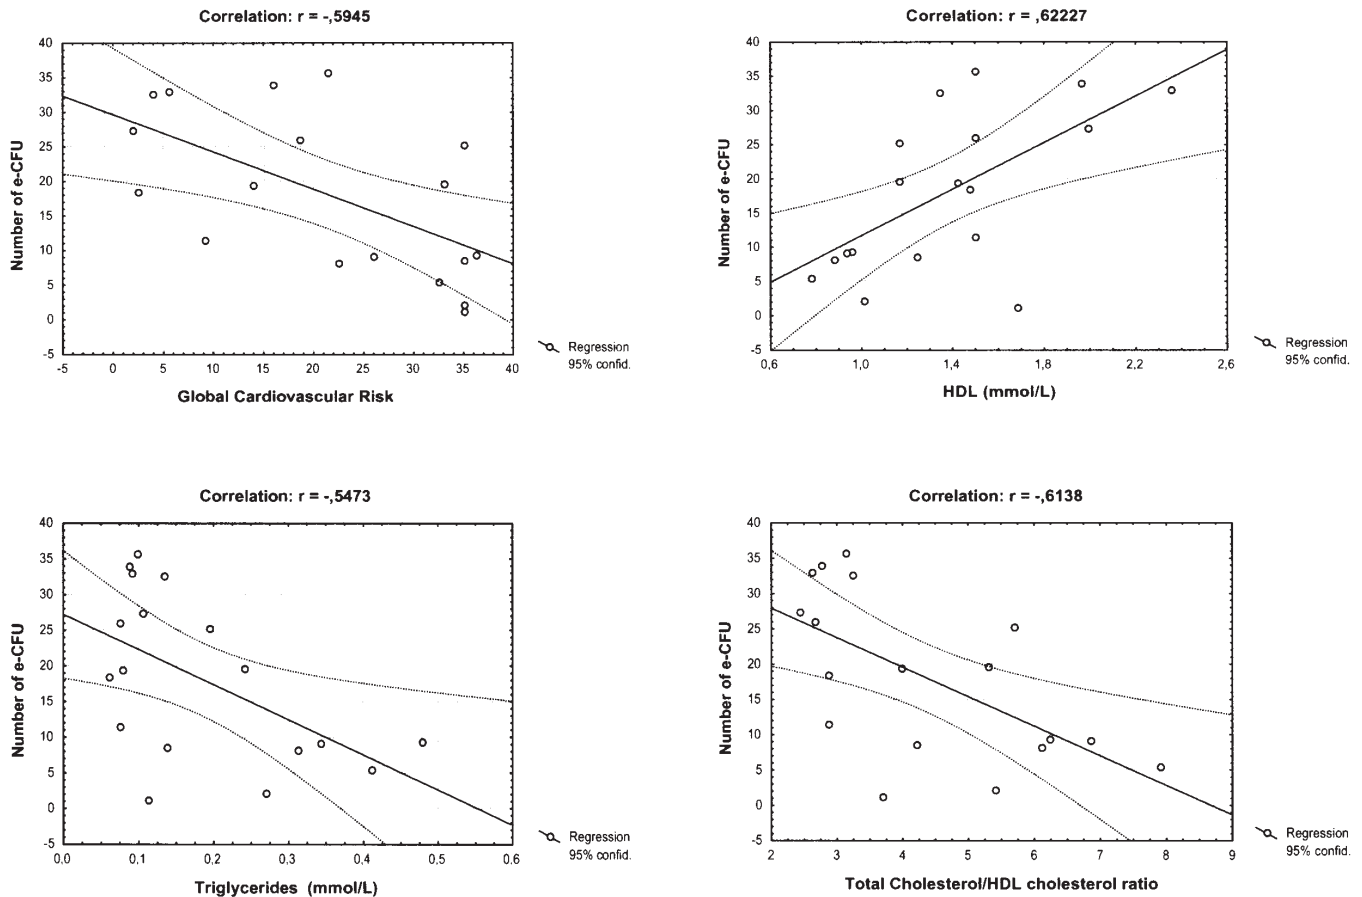 Correlation: r = -,5945
40
35
30
25
20
15
10
5
0
-5
Number of e-CFU
-5 0 5 10 15 20 25 30 35 40
Global Cardiovascular Risk
Regression
95% confid.
Correlation: r = ,62227
40
35
30
25
20
15
10
5
0
-5
Number of e-CFU
0,6 1,0 1,4 1,8 2,2 2,6
HDL (mmol/L)
Regression
95% confid.
Correlation: r = -,5473
40
35
30
25
20
15
10
5
0
-5
Number of e-CFU
0.0 0,1 0,2 0,3 0,4 0,5 0,6
Triglycerides (mmol/L)
Regression
95% confid.
Correlation: r = -,6138
40
35
30
25
20
15
10
5
0
-5
Number of e-CFU
2 3 4 5 6 7 8 9
Total Cholesterol/HDL cholesterol ratio
Regression
95% confid.